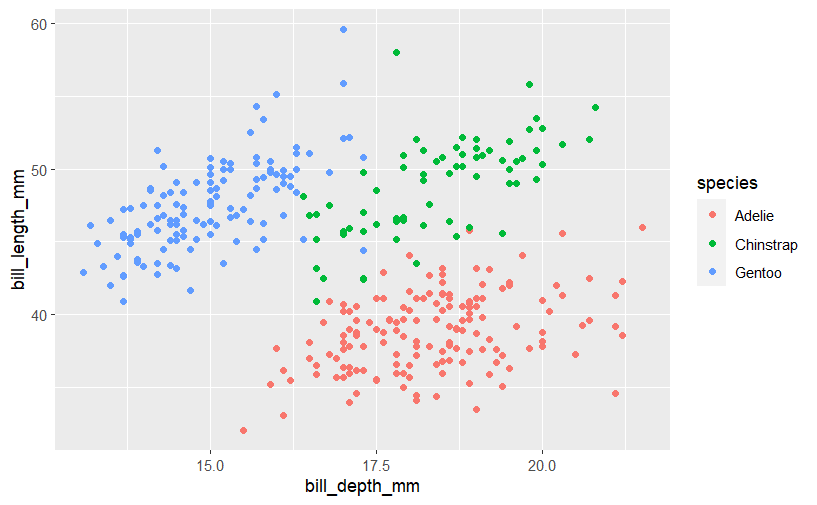 60
50
40
bill_length_mm
15.0
17.5
20.0
bill_depth_mm
species
Adelie
Chinstrap
Gentoo